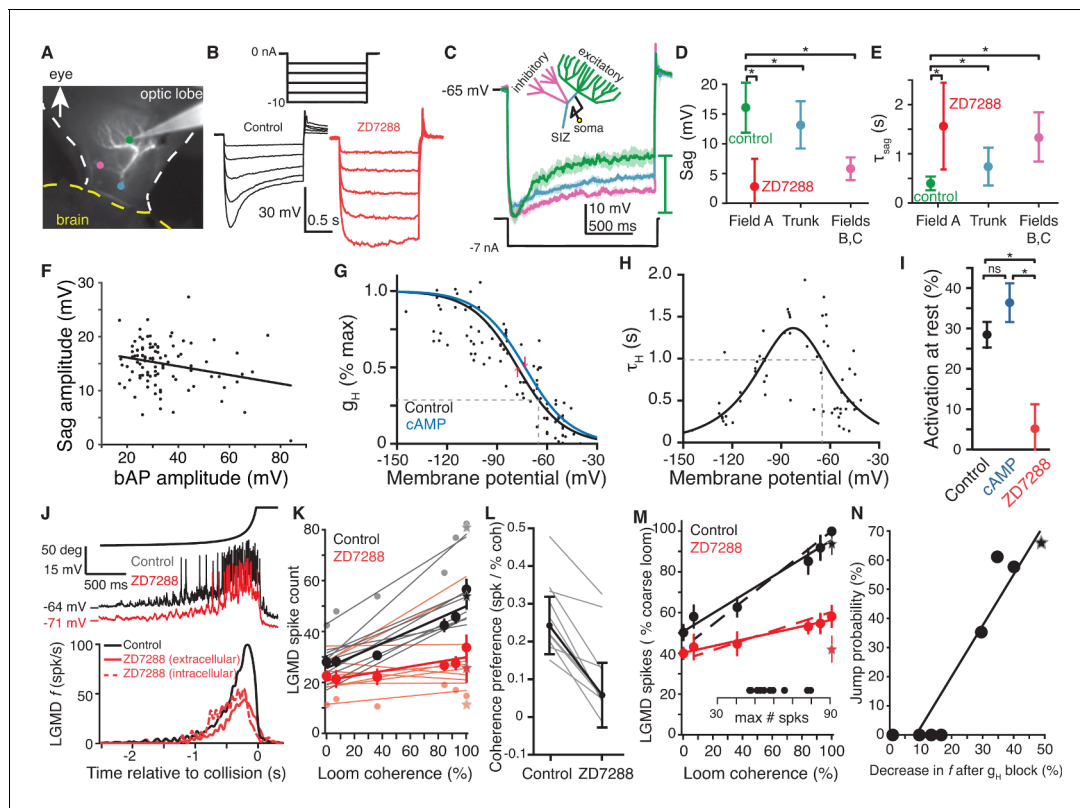 A
eye
optic lobe
brain
B
0 nA
-10
Control
ZD7288
30 mV
0.5 s
C
-65 mV
inhibitory
excitatory
soma
SIZ
10 mV
500 ms
-7 nA
D
*
*
*
Sag (mV)
20
15
10
5
0
control
ZD7288
Field A
Trunk
Fields
B,C
E
*
*
*
τsag (s)
2
1
0
ZD7288
control
Field A
Trunk
Fields
B,C
F
Sag amplitude (mV)
30
20
10
0
20
40
60
80
bAP amplitude (mV)
G
gH (% max)
1.0
0.5
0
Control
cAMP
-150
-120
-90
-60
-30
Membrane potential (mV)
H
τH (s)
2.0
1.5
1.0
0.5
0
-150
-120
-90
-60
-30
Membrane potential (mV)
I
Activation at rest (%)
*
ns
*
40
30
20
10
0
Control
cAMP
ZD7288
J
50 deg
15 mV
500 ms
Control
ZD7288
-64 mV
-71 mV
LGMD f (spk/s)
Control
ZD7288 (extracellular)
ZD7288 (intracellular)
100
50
0
-2
-1
0
Time relative to collision (s)
K
Control
ZD7288
LGMD spike count
80
60
40
20
0
0
20
40
60
80
100
Loom coherence (%)
L
Coherence preference (spk / % coh)
0.5
0.4
0.3
0.2
0.1
0
-0.1
Control
ZD7288
M
Control
ZD7288
LGMD spikes ( % coarse loom)
100
80
60
40
20
0
30
90
max # spks
0
20
40
60
80
100
Loom coherence (%)
N
Jump probability (%)
70
60
50
40
30
20
10
0
0
10
20
30
40
50
Decrease in f after gH block (%)